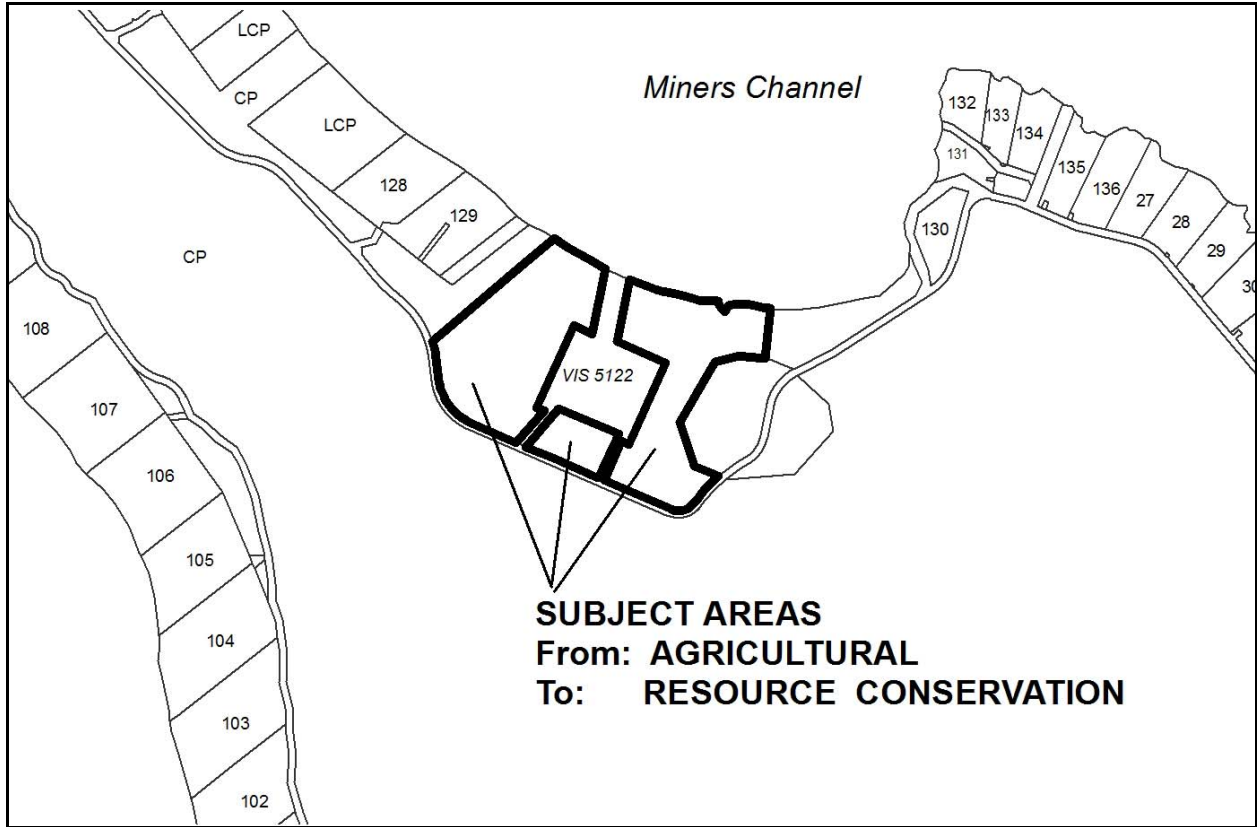 LCP
Miners Channel
CP
LCP
132
133
134
131
135
128
136
129
27
28
130
29
CP
30
108
VIS 5122
107
106
105
SUBJECT AREAS
From: AGRICULTURAL
To: RESOURCE CONSERVATION
104
103
102